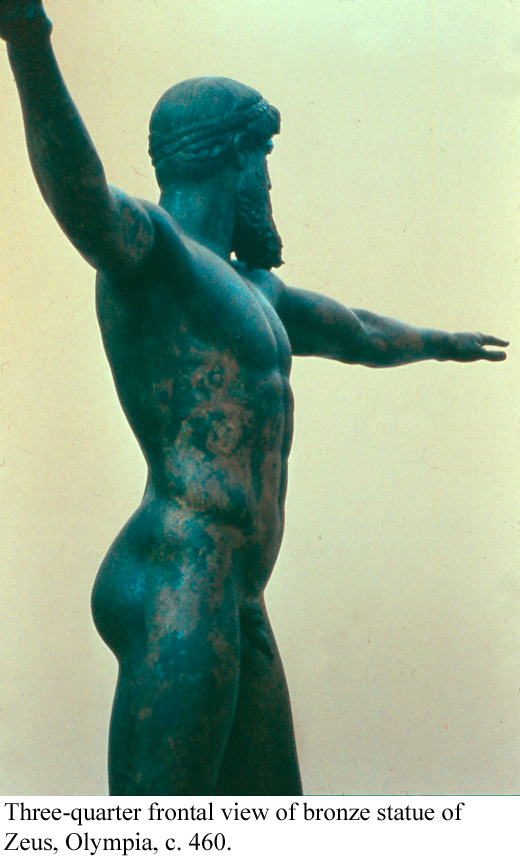 Three-quarter frontal view of bronze statue of
Zeus, Olympia, c. 460.